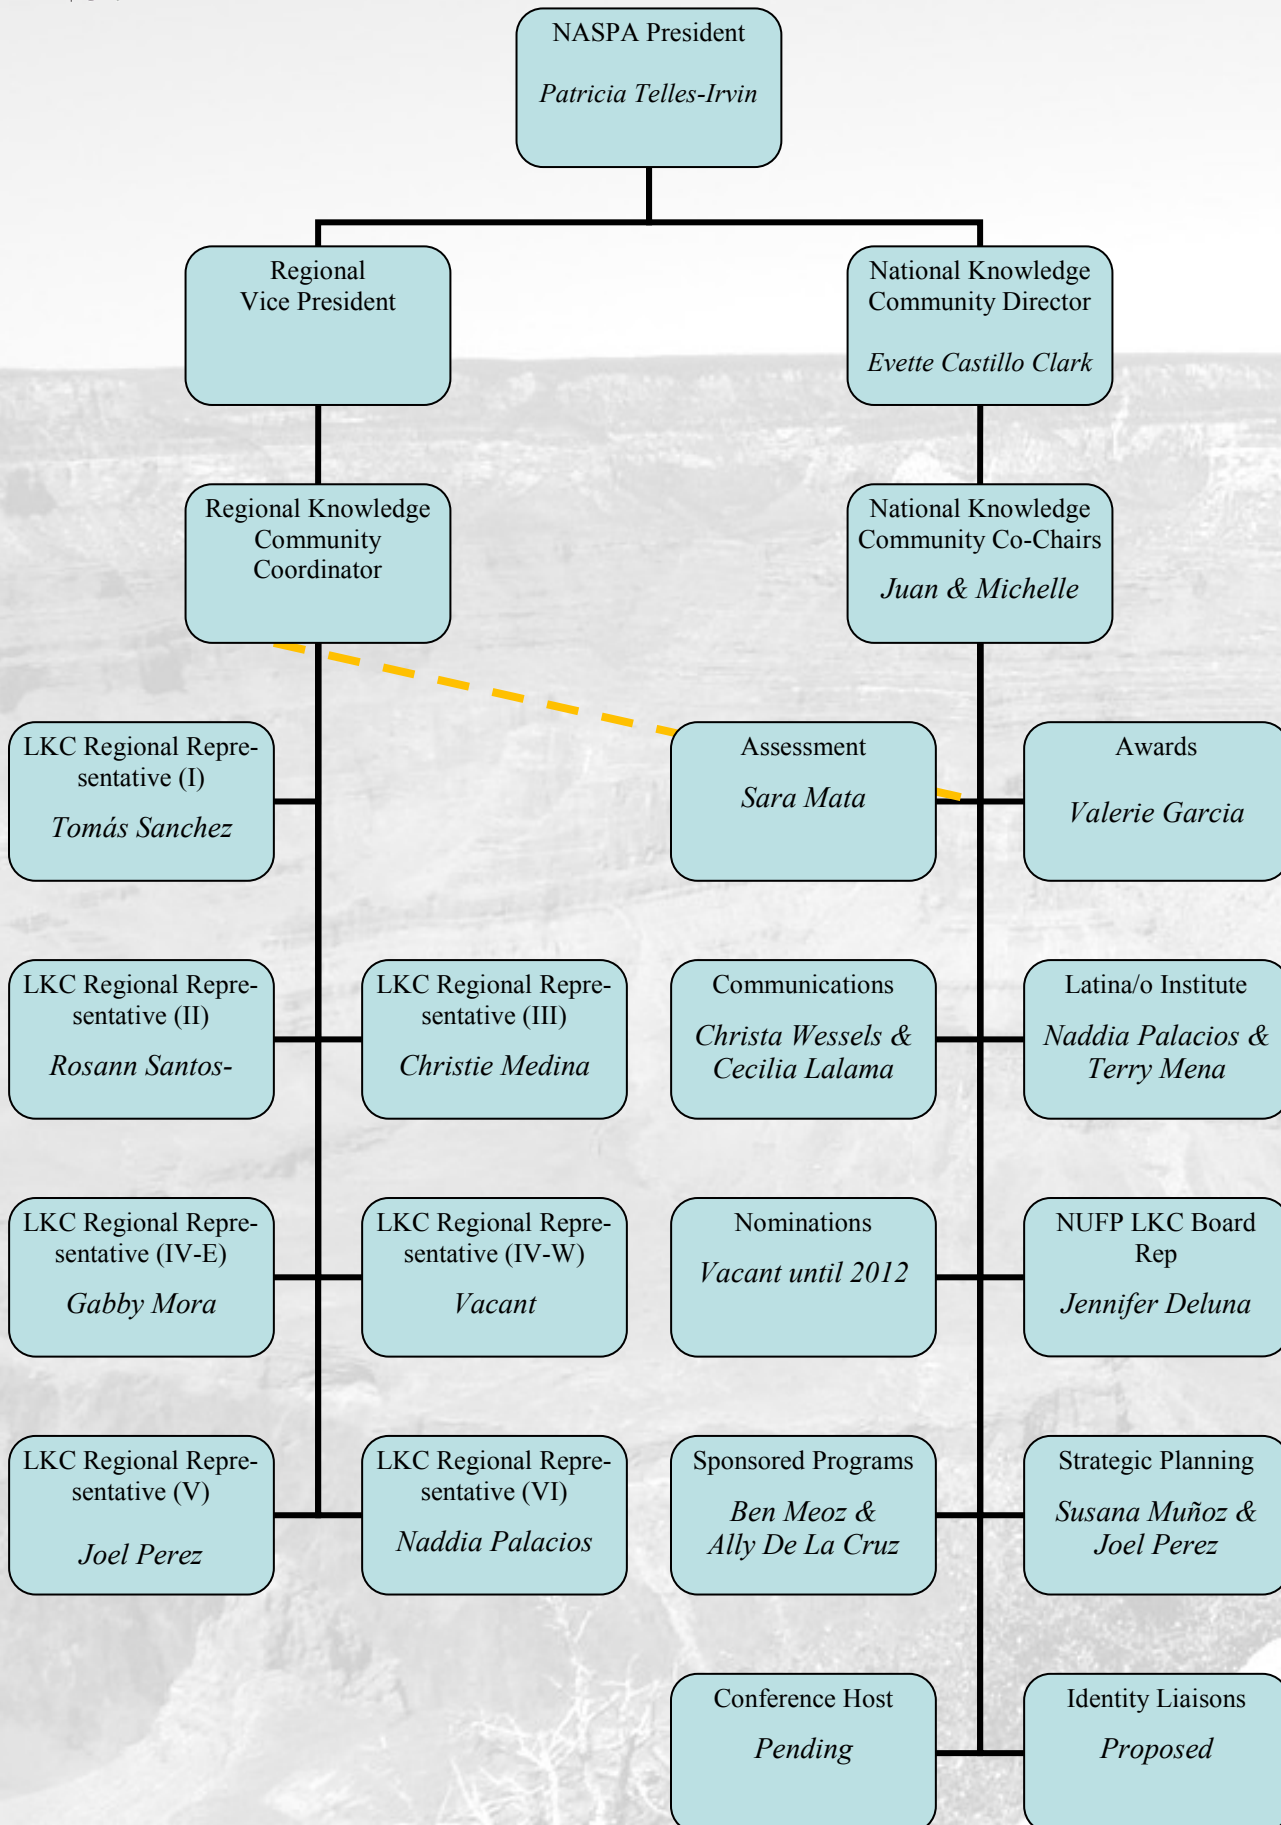 NASPA President
Patricia Telles-Irvin
Regional
Vice President
National Knowledge
Community Director
Evette Castillo Clark
Regional Knowledge
Community
Coordinator
National Knowledge
Community Co-Chairs
Juan & Michelle
LKC Regional Repre-
sentative (I)
Tomás Sanchez
Assessment
Sara Mata
Awards
Valerie Garcia
LKC Regional Repre-
sentative (II)
Rosann Santos-
LKC Regional Repre-
sentative (III)
Christie Medina
Communications
Christa Wessels &
Cecilia Lalama
Latina/o Institute
Naddia Palacios &
Terry Mena
LKC Regional Repre-
sentative (IV-E)
Gabby Mora
LKC Regional Repre-
sentative (IV-W)
Vacant
Nominations
Vacant until 2012
NUFP LKC Board
Rep
Jennifer Deluna
LKC Regional Repre-
sentative (V)
Joel Perez
LKC Regional Repre-
sentative (VI)
Naddia Palacios
Sponsored Programs
Ben Meoz &
Ally De La Cruz
Strategic Planning
Susana Muñoz &
Joel Perez
Conference Host
Pending
Identity Liaisons
Proposed